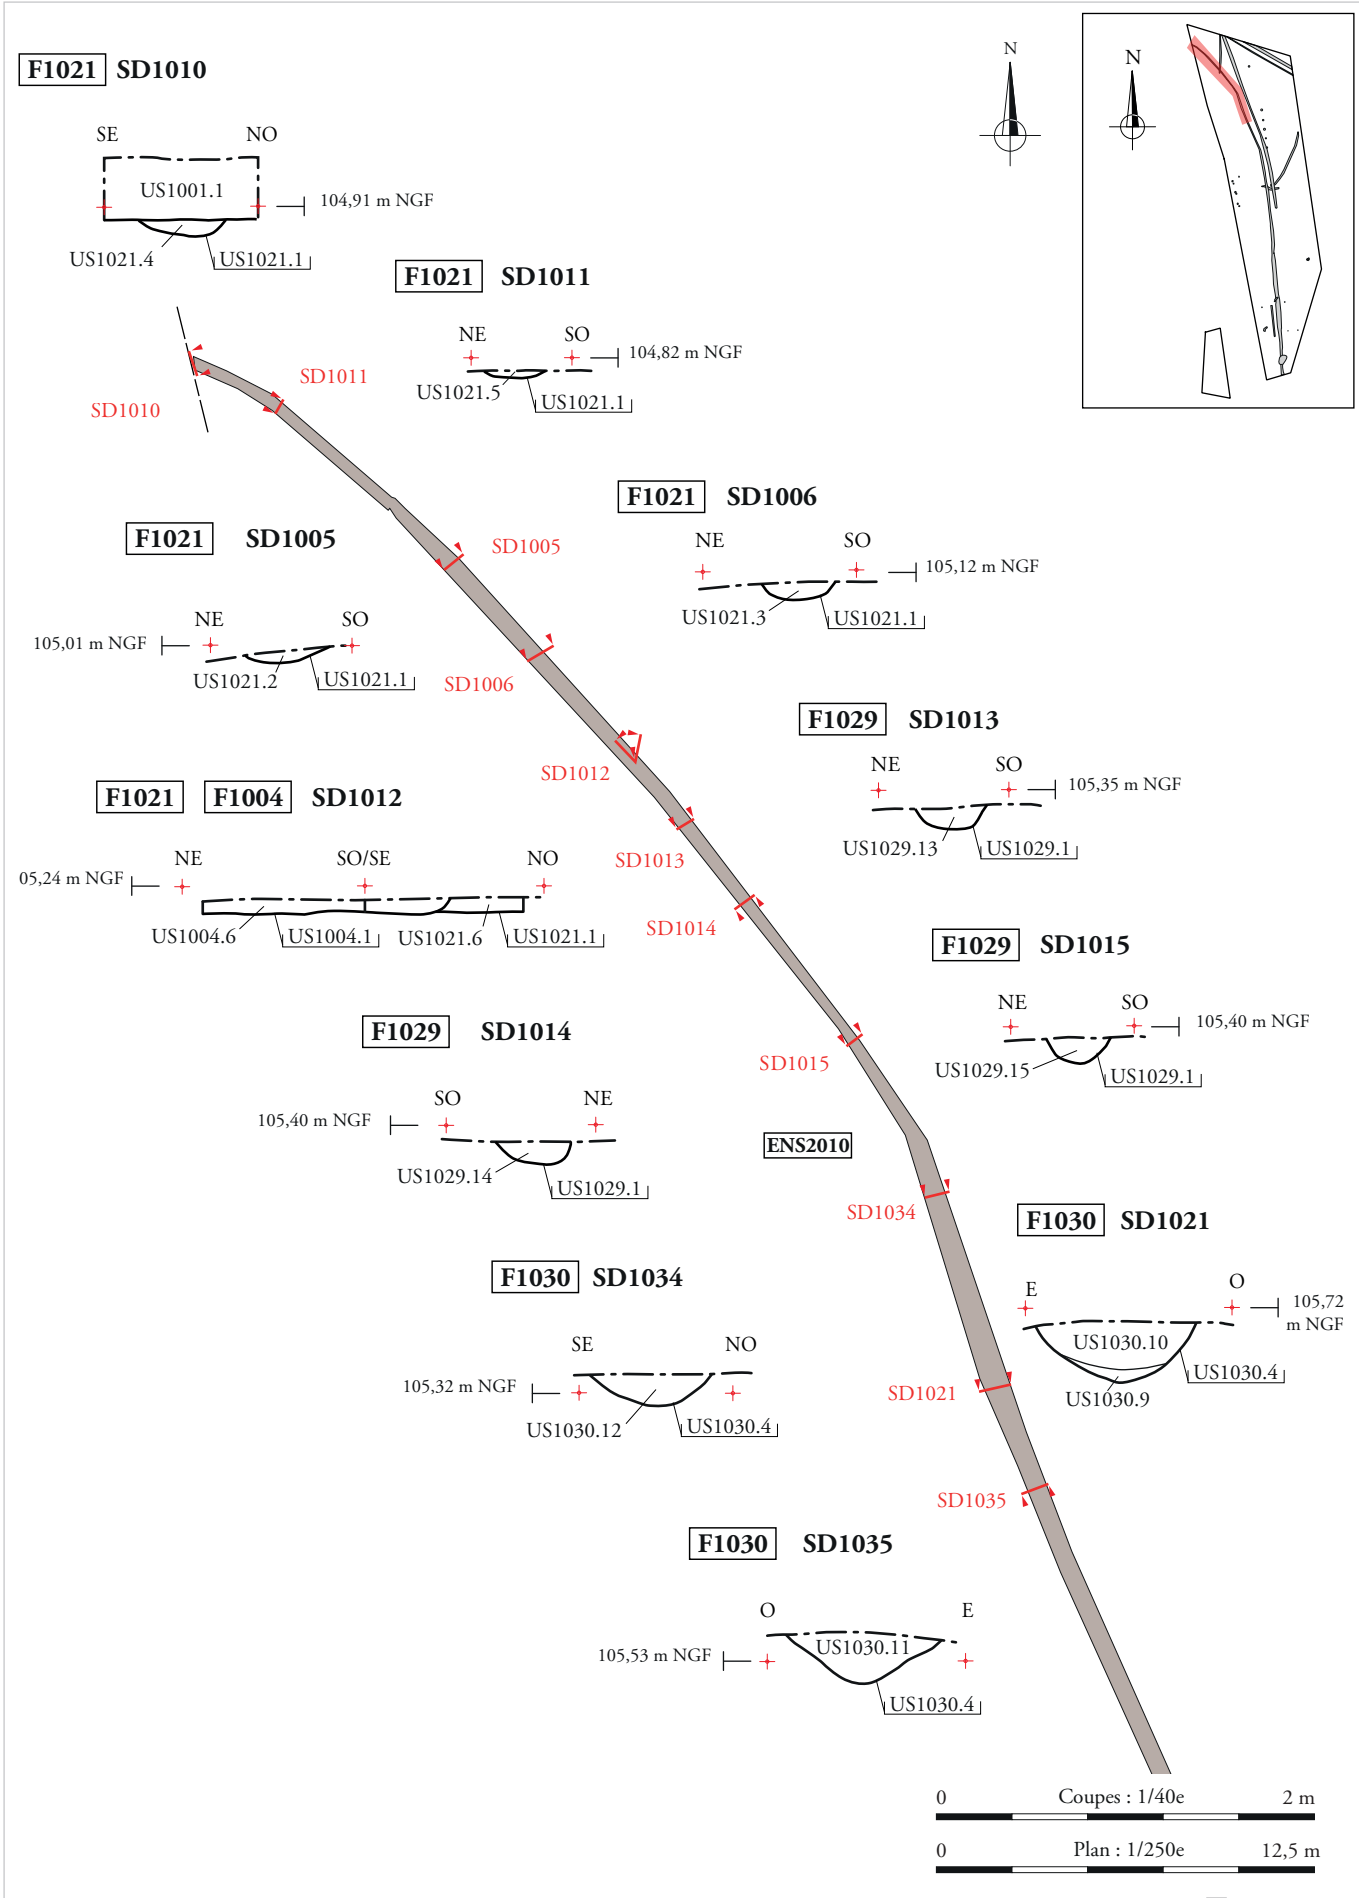 F1021 SD1010
N
N
SE NO
US1001.1
104,91 m NGF
US1021.4 US1021.1
F1021 SD1011
NE SO
104,82 m NGF
US1021.5 US1021.1
SD1011
SD1010
F1021 SD1006
NE SO
105,12 m NGF
US1021.3 US1021.1
F1021 SD1005
SD1005
NE SO
105,01 m NGF
US1021.2 US1021.1
SD1006
F1029 SD1013
NE SO
105,35 m NGF
US1029.13 US1029.1
SD1012
F1021 F1004 SD1012
NE SO/SE NO
05,24 m NGF
US1004.6 US1004.1 US1021.6 US1021.1
SD1013
SD1014
F1029 SD1015
NE SO
105,40 m NGF
US1029.15 US1029.1
F1029 SD1014
SO NE
105,40 m NGF
US1029.14 US1029.1
SD1015
ENS2010
SD1034
F1030 SD1021
E O
105,72
m NGF
US1030.10
US1030.4
US1030.9
F1030 SD1034
SE NO
105,32 m NGF
US1030.12 US1030.4
SD1021
SD1035
F1030 SD1035
O E
US1030.11
105,53 m NGF
US1030.4
0 Coupes : 1/40e 2 m
0 Plan : 1/250e 12,5 m